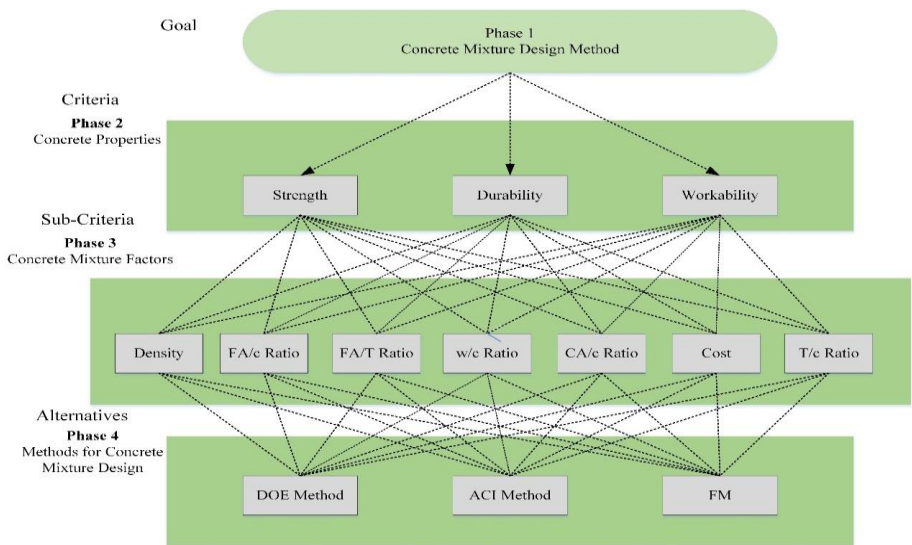 Goal
Phase 1
Concrete Mixture Design Method
Criteria
Phase 2
Concrete Properties
Strength
Durability
Workability
Sub-Criteria
Phase 3
Concrete Mixture Factors
Density
FA/c Ratio
FA/T Ratio
w/c Ratio
CA/c Ratio
Cost
T/c Ratio
Alternatives
Phase 4
Methods for Concrete
Mixture Design
DOE Method
ACI Method
FM